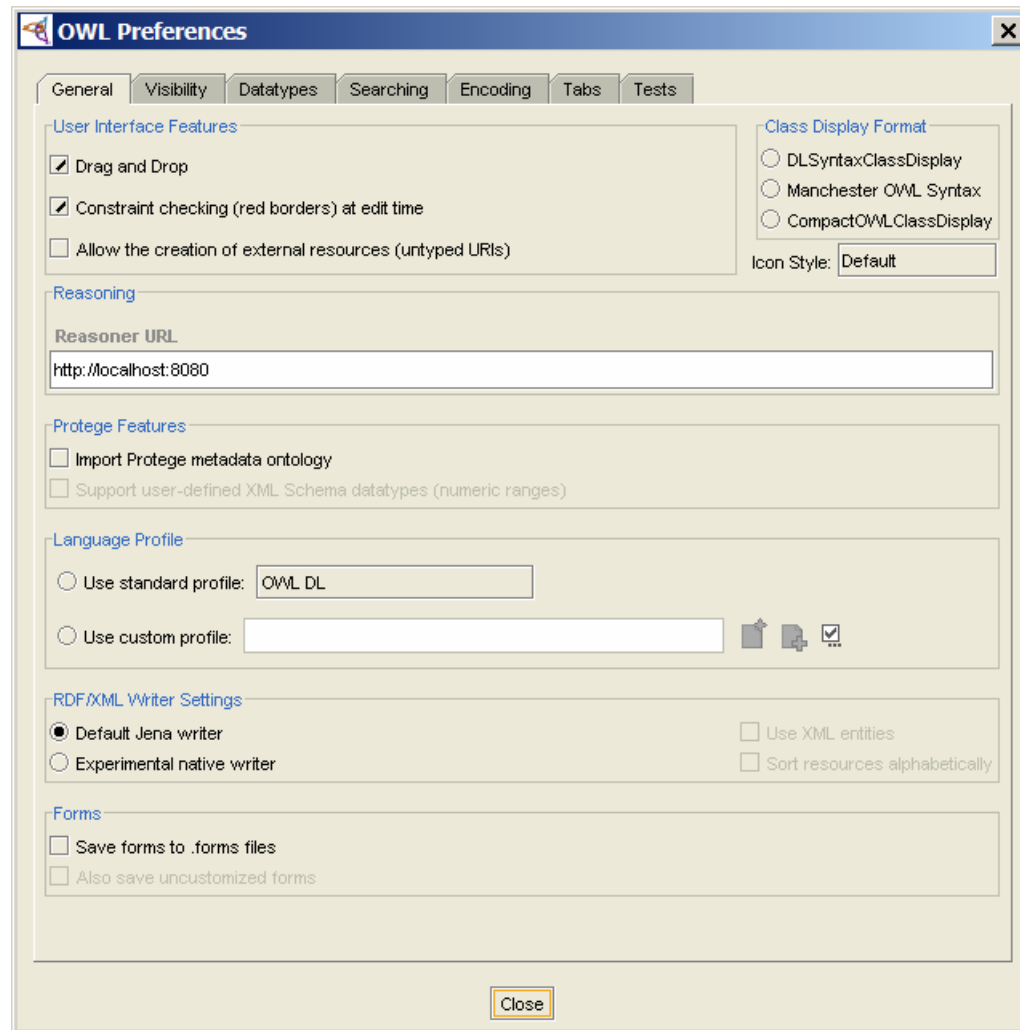 OWL Preferences
General Visibility Datatypes Searching Encoding Tabs Tests
User Interface Features
Drag and Drop
Constraint checking (red borders) at edit time
Allow the creation of external resources (untyped URIs)
Class Display Format
DLSyntaxClassDisplay
Manchester OWL Syntax
CompactOWLClassDisplay
Icon Style: Default
Reasoning
Reasoner URL
http://localhost:8080
Protege Features
Import Protege metadata ontology
Support user-defined XML Schema datatypes (numeric ranges)
Language Profile
Use standard profile: OWL DL
Use custom profile:
RDF/XML Writer Settings
Default Jena writer
Experimental native writer
Use XML entities
Sort resources alphabetically
Forms
Save forms to .forms files
Also save uncustomized forms
Close